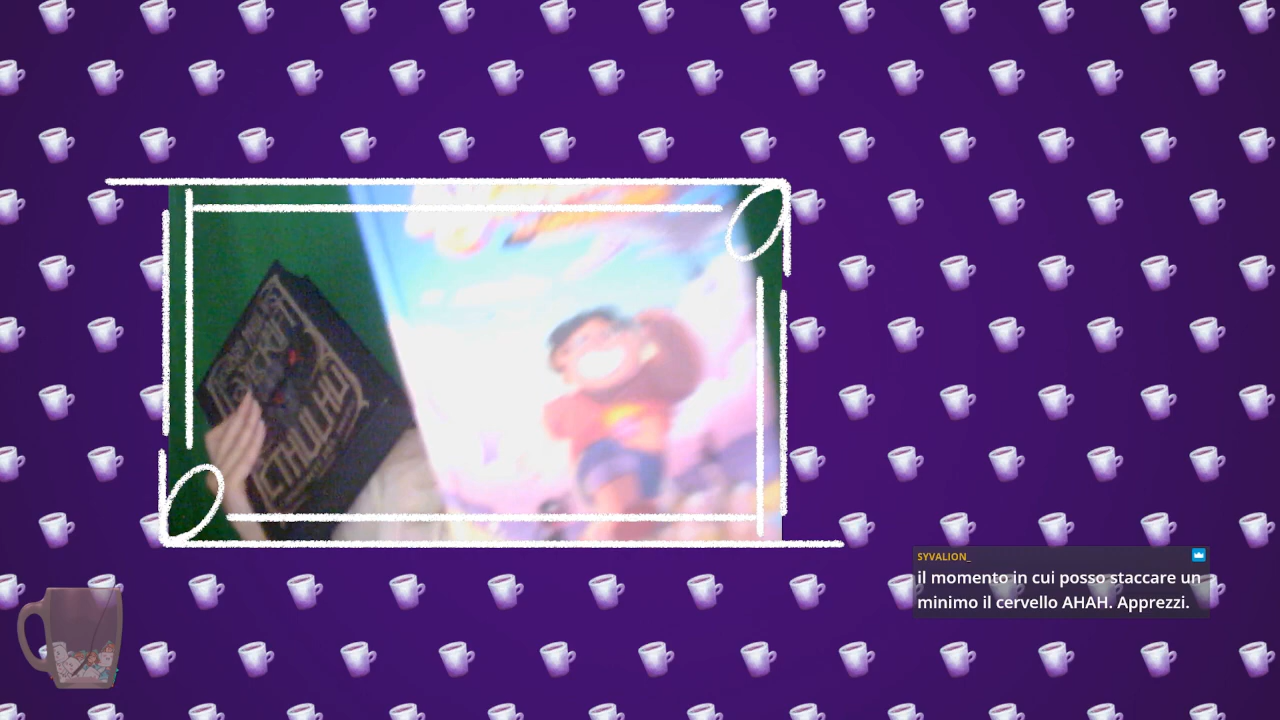 CTHULHU
SYVALION_
il momento in cui posso staccare un
minimo il cervello AHAH. Apprezzi.